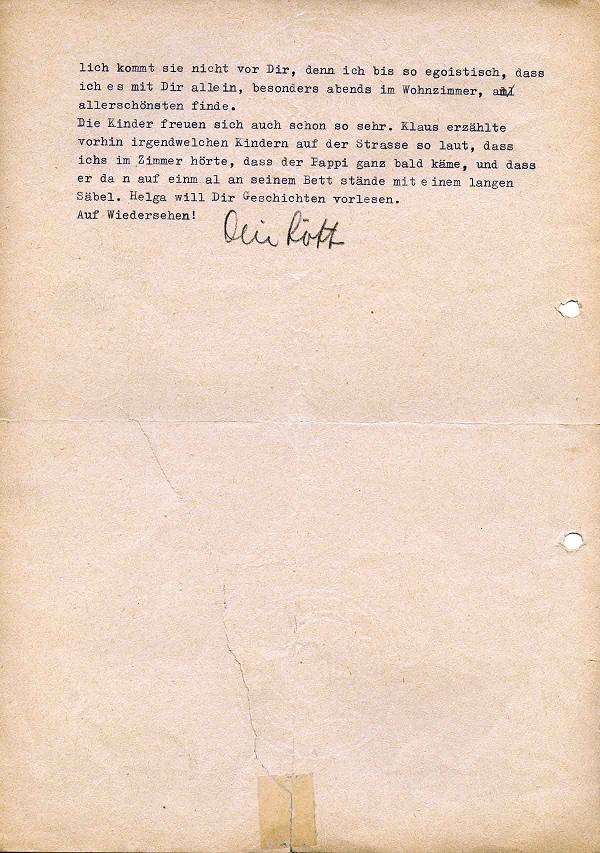 lich kommt sie nicht vor Dir, denn ich bis so egoistisch, dass
ich es mit Dir allein, besonders abends im Wohnzimmer, am
allerschönsten finde.
Die Kinder freuen sich auch schon so sehr. Klaus erzählte
vorhin irgendwelchen Kindern auf der Strasse so laut, dass
ichs im Zimmer hörte, dass der Pappi ganz bald käme, und dass
er da n auf einm al an seinem Bett stände mit einem langen
Säbel. Helga will Dir Geschichten vorlesen.
Auf Wiedersehen!
Dein